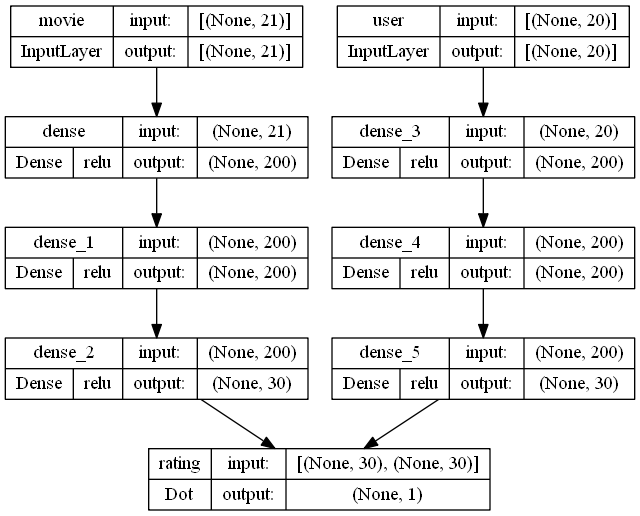 movie input: [(None, 21)]
InputLayer output: [(None, 21)]
user input: [(None, 20)]
InputLayer output: [(None, 20)]
dense input: (None, 21)
Dense relu output: (None, 200)
dense_3 input: (None, 20)
Dense relu output: (None, 200)
dense_1 input: (None, 200)
Dense relu output: (None, 200)
dense_4 input: (None, 200)
Dense relu output: (None, 200)
dense_2 input: (None, 200)
Dense relu output: (None, 30)
dense_5 input: (None, 200)
Dense relu output: (None, 30)
rating input: [(None, 30), (None, 30)]
Dot output: (None, 1)